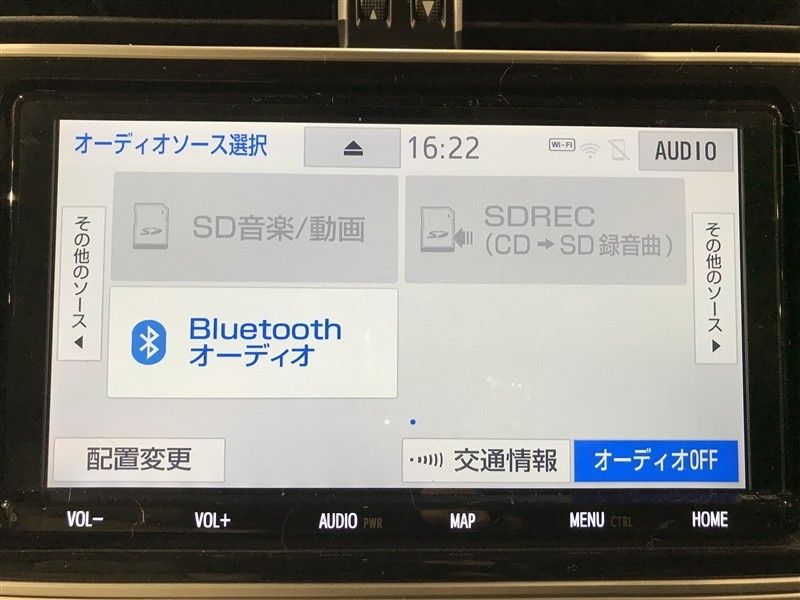 オーディオソース選択
16:22
WI-FI
AUDIO
その他のソース
SD
SD音楽/動画
SD
SDREC
(CD➡SD録音曲)
その他のソース
Bluetooth
オーディオ
配置変更
交通情報
オーディオOFF
VOL−
VOL+
AUDIO PWR
MAP
MENU CTRL
HOME